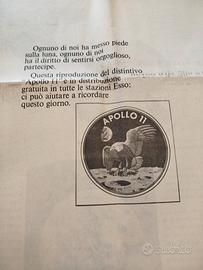 Ognuno di noi ha messo piede
sulla luna, ognuno di noi
ha il diritto di sentirsi orgoglioso,
partecipe.
Questa riproduzione del distintivo
"Apollo 11" è in distribuzione
gratuita in tutte le stazioni Esso:
ci può aiutare a ricordare
questo giorno.
APOLLO 11
subito.it